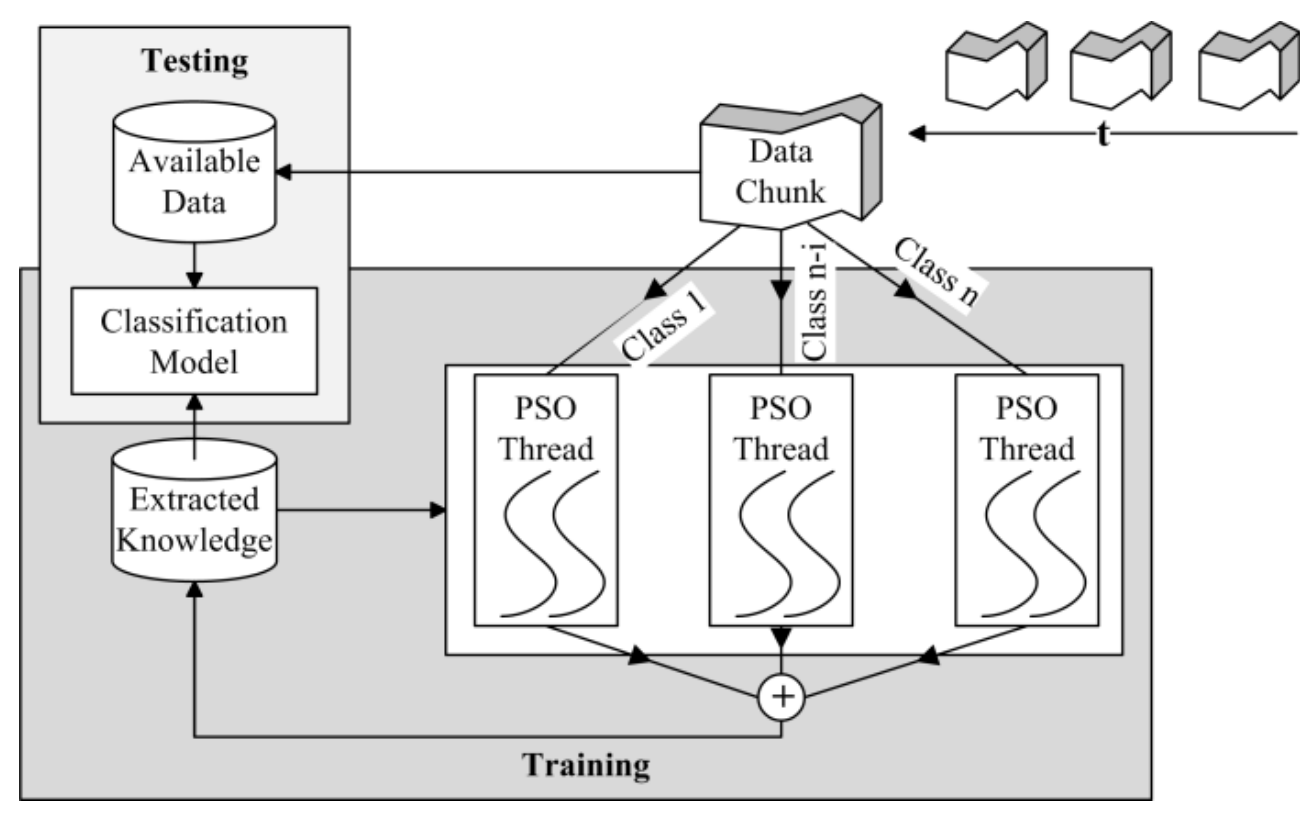 Testing
t
Available
Data
Data
Chunk
Class 1
Class n-i
Class n
Classification
Model
PSO
Thread
PSO
Thread
PSO
Thread
Extracted
Knowledge
+
Training